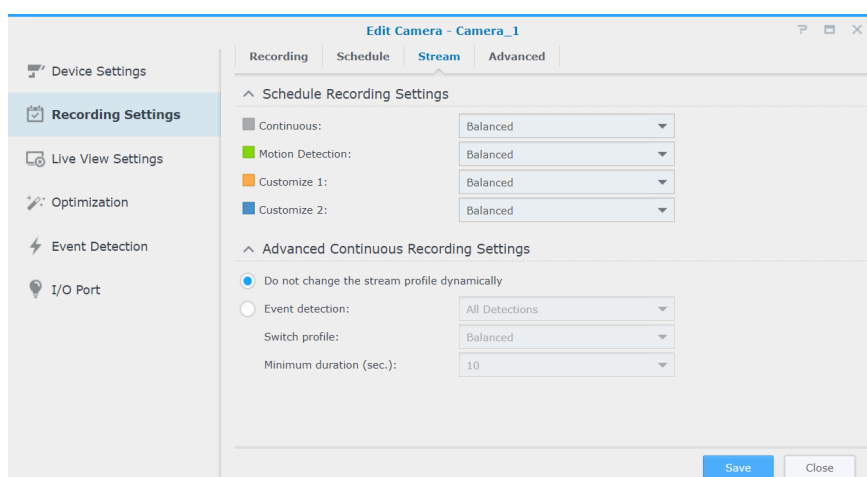 Edit Camera - Camera_1
Device Settings
Recording Settings
Live View Settings
Optimization
Event Detection
I/O Port
Recording Schedule Stream Advanced
Schedule Recording Settings
Continuous: Balanced
Motion Detection: Balanced
Customize 1: Balanced
Customize 2: Balanced
Advanced Continuous Recording Settings
Do not change the stream profile dynamically
Event detection: All Detections
Switch profile: Balanced
Minimum duration (sec.): 10
Save Close